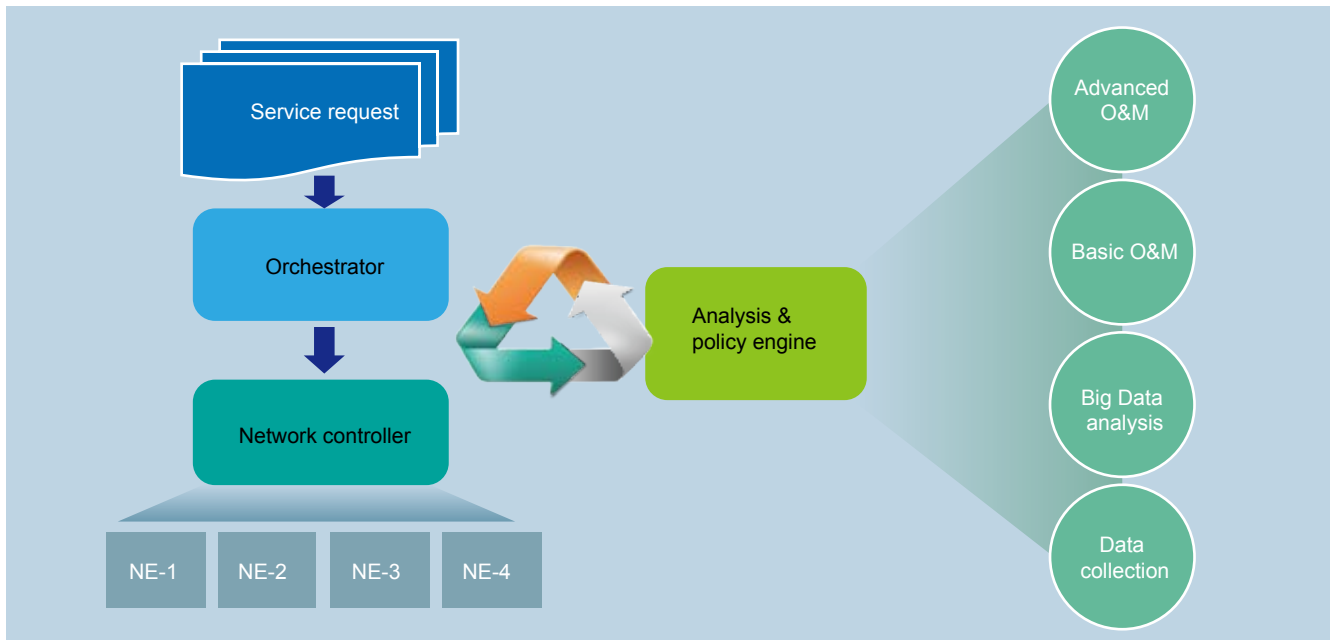 Service request
Orchestrator
Network controller
NE-1
NE-2
NE-3
NE-4
Analysis &
policy engine
Advanced
O&M
Basic O&M
Big Data
analysis
Data
collection